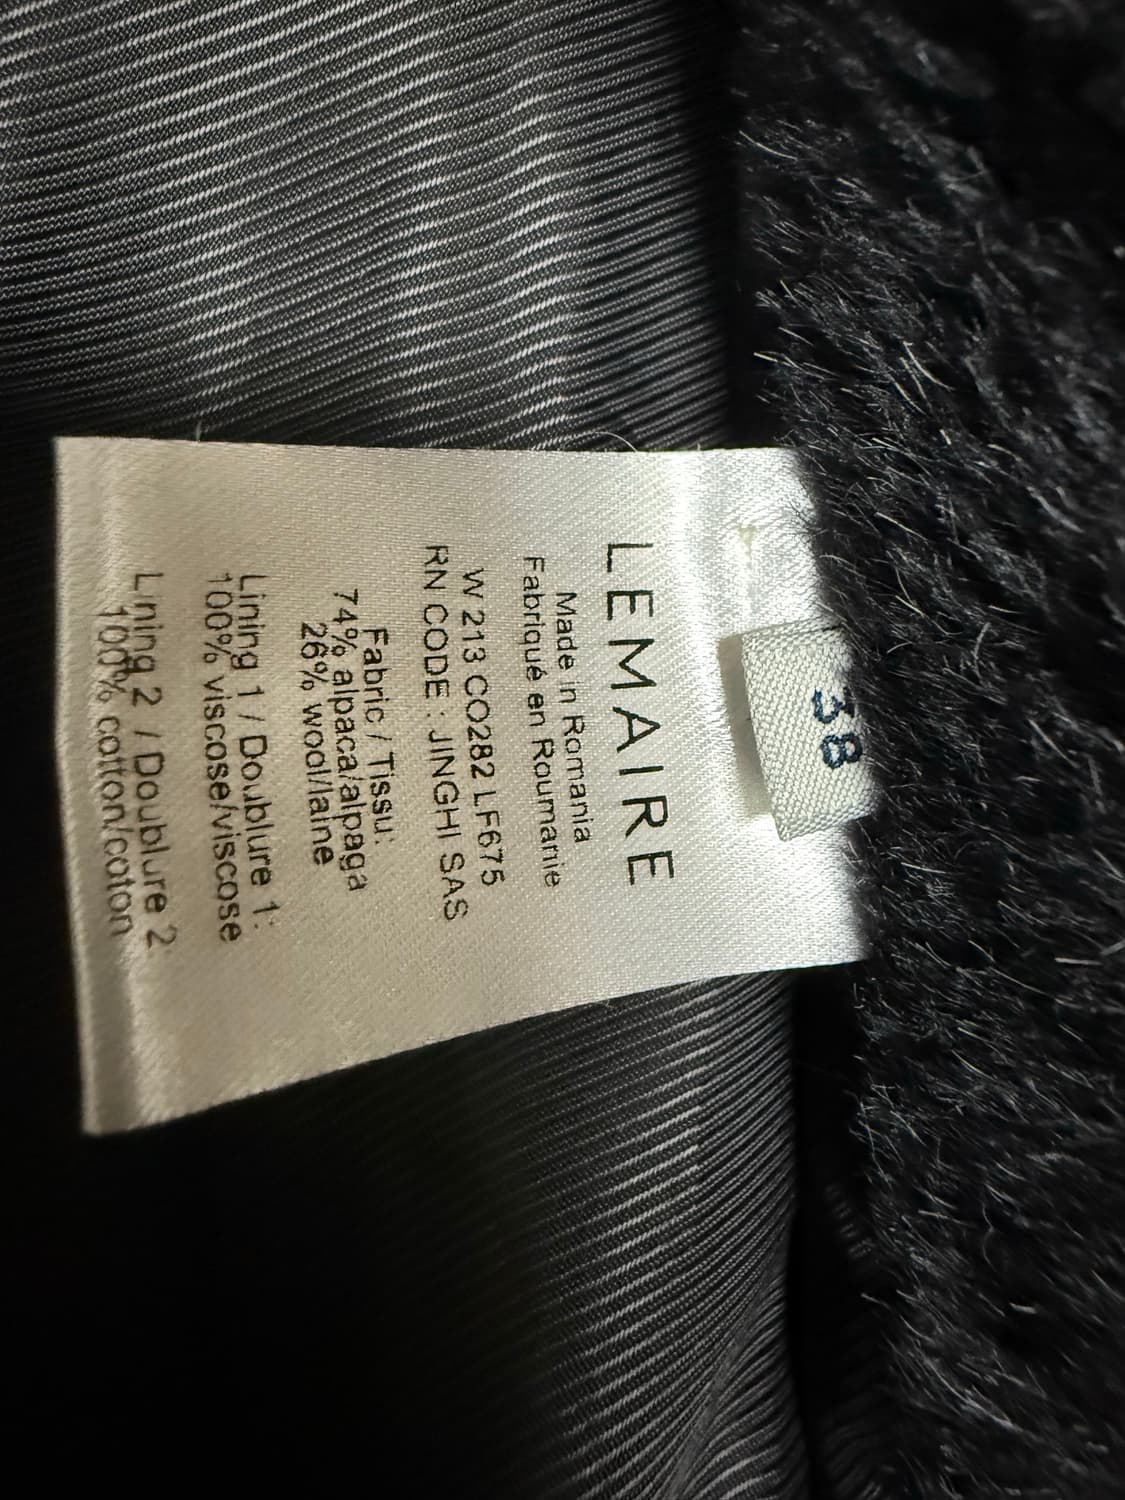 38
LEMAIRE
Made in Romania
Fabriqué en Roumanie
W 213 CO282 LF675
RN CODE : JINGHI SAS
Fabric / Tissu:
74% alpaca/alpaga
26% wool/laine
Lining 1 / Doublure 1:
100% viscose/viscose
Lining 2 / Doublure 2:
100% cotton/coton